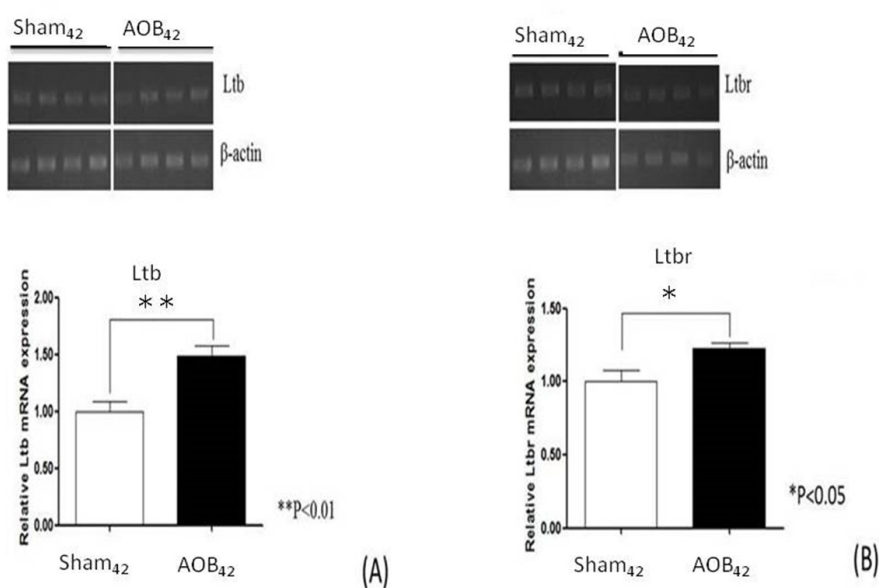 Sham₄₂ AOB₄₂
Ltb
β-actin
Ltb
**
Relative Ltb mRNA expression
2.00
1.50
1.00
0.50
0.00
Sham₄₂ AOB₄₂
**P<0.01
(A)
Sham₄₂ AOB₄₂
Ltbr
β-actin
Ltbr
*
Relative Ltbr mRNA expression
1.50
1.00
0.50
0.00
Sham₄₂ AOB₄₂
*P<0.05
(B)